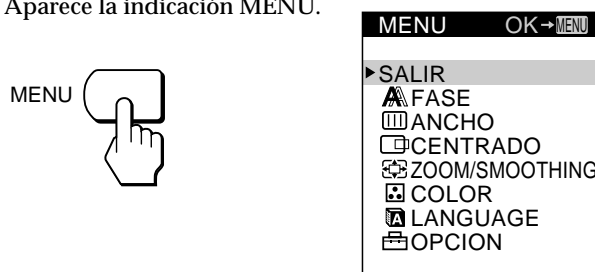 Aparece la indicación MENU.
MENU
MENU OK→MENU
SALIR
FASE
ANCHO
CENTRADO
ZOOM/SMOOTHING
COLOR
LANGUAGE
OPCION